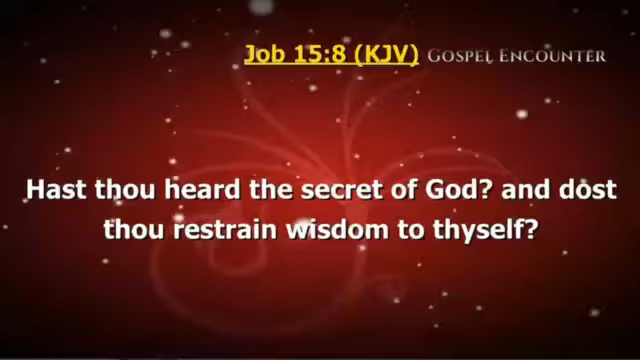 Job 15:8 (KJV) GOSPEL ENCOUNTER
Hast thou heard the secret of God? and dost
thou restrain wisdom to thyself?